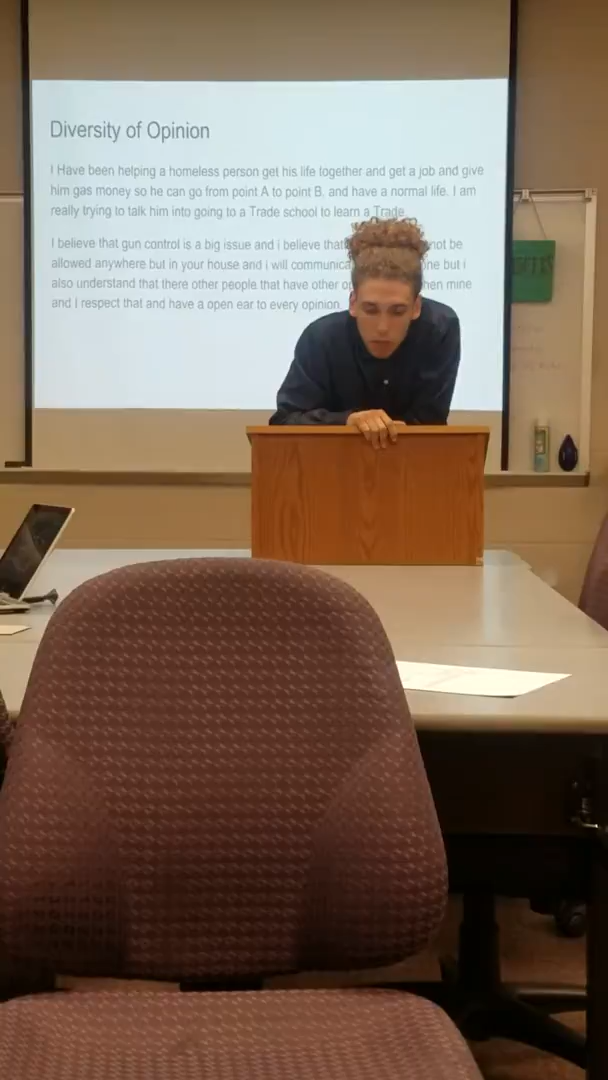 Diversity of Opinion
I Have been helping a homeless person get his life together and get a job and give
him gas money so he can go from point A to point B, and have a normal life. I am
really trying to talk him into going to a Trade school to learn a Trade.
I believe that gun control is a big issue and i believe that not be
allowed anywhere but in your house and i will communica one but i
also understand that there other people that have other hen mine
and I respect that and have a open ear to every opinion.